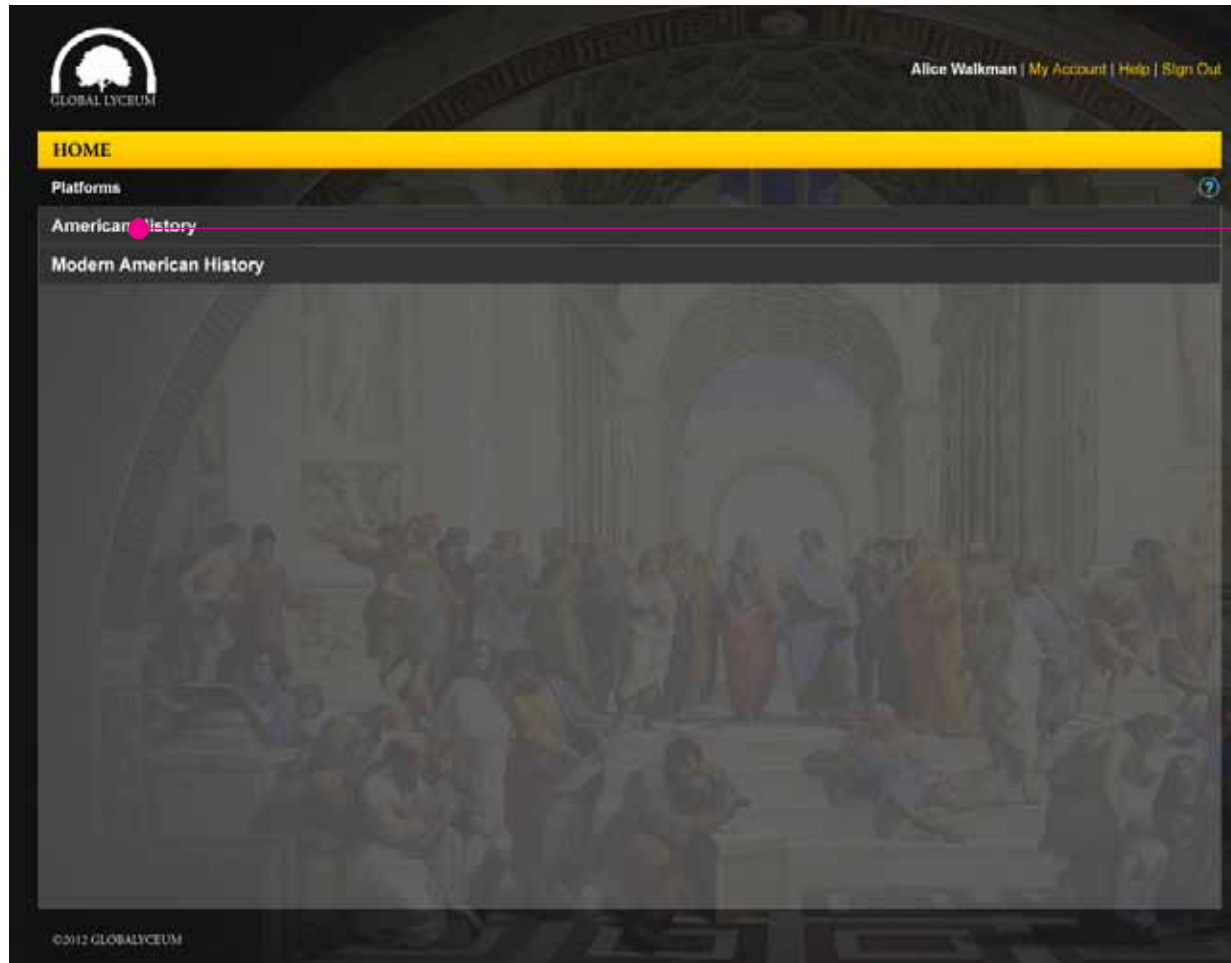 GLOBAL LYCEUM
Alice Walkman | My Account | Help | Sign Out
HOME
Platforms
?
American History
Modern American History
©2012 GLOBALYCEUM